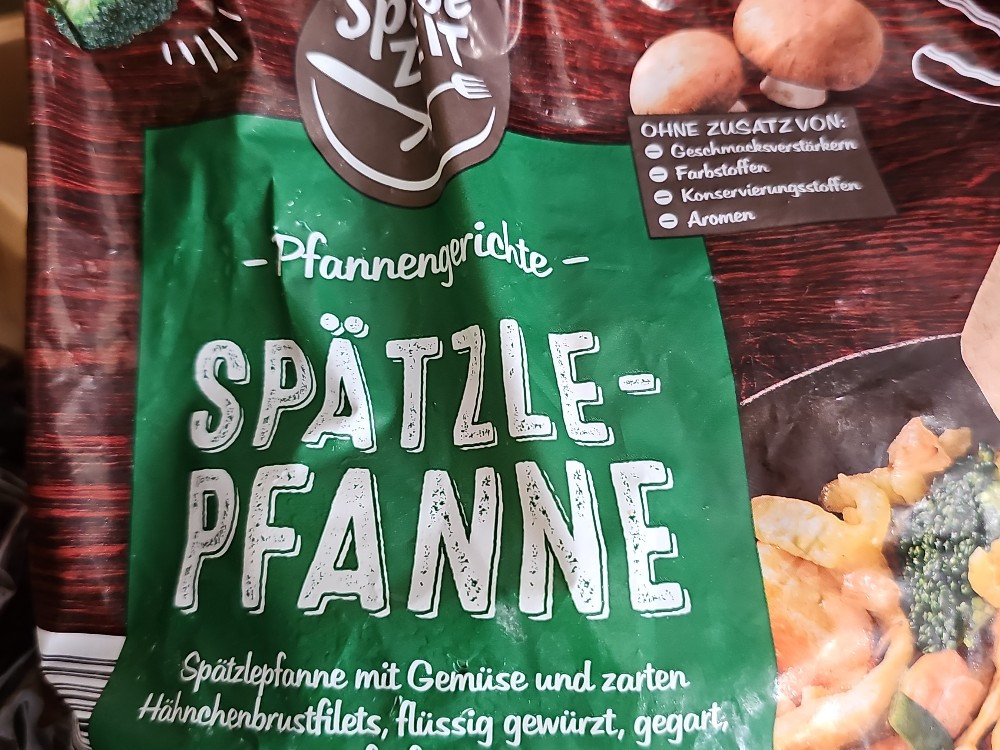 OHNE ZUSATZ VON:
Geschmacksverstärkern
Farbstoffen
Konservierungsstoffen
Aromen
-Pfannengerichte-
SPÄTZLE-
PFANNE
Spätzlepfanne mit Gemüse und zarten
Hähnchenbrustfilets, flüssig gewürzt, gegart,